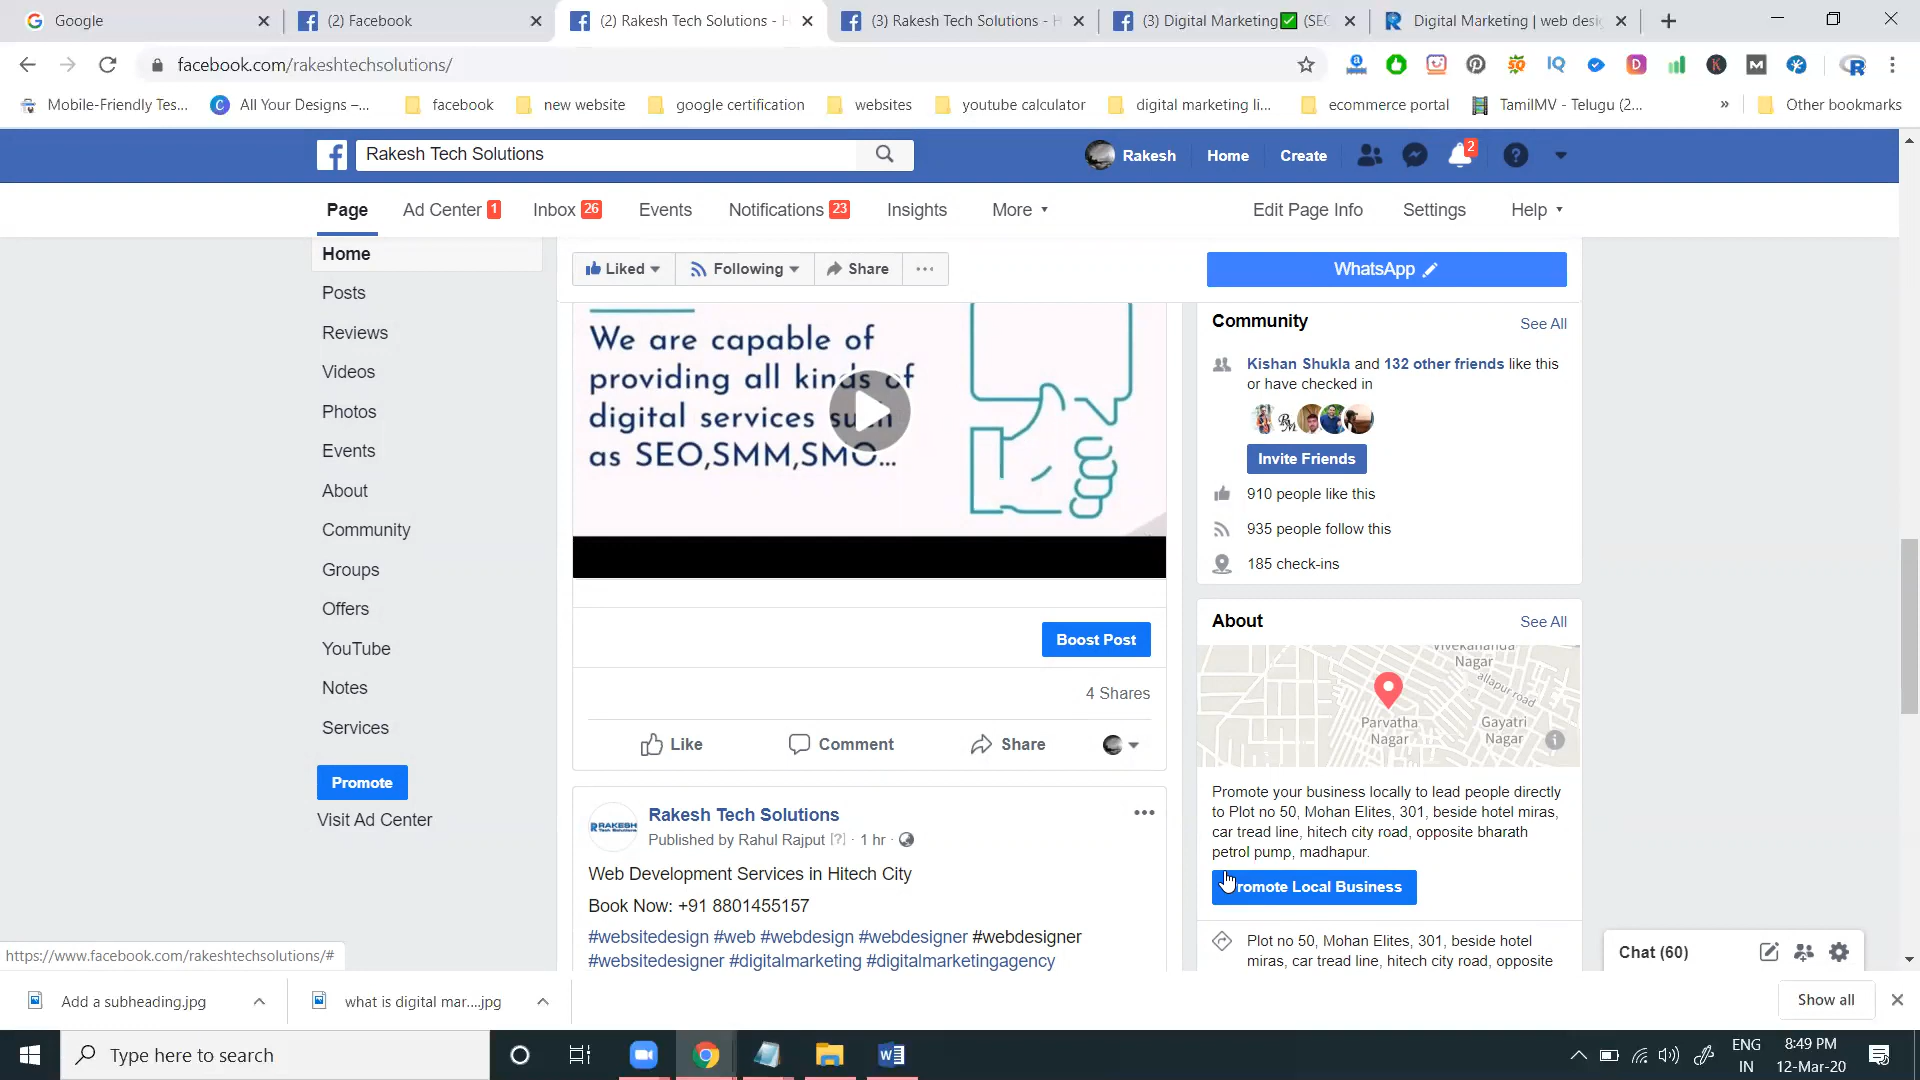 Google
(2) Facebook
(2) Rakesh Tech Solutions - H
(3) Rakesh Tech Solutions - H
(3) Digital Marketing✅ (SEO
Digital Marketing | web desig
facebook.com/rakeshtechsolutions/
Mobile-Friendly Tes...
All Your Designs –...
facebook
new website
google certification
websites
youtube calculator
digital marketing li...
ecommerce portal
TamilMV - Telugu (2...
»
Other bookmarks
Rakesh Tech Solutions
Rakesh
Home
Create
2
Page
Ad Center 1
Inbox 26
Events
Notifications 23
Insights
More
Edit Page Info
Settings
Help
Home
Posts
Reviews
Videos
Photos
Events
About
Community
Groups
Offers
YouTube
Notes
Services
Promote
Visit Ad Center
Liked
Following
Share
...
WhatsApp
We are capable of
providing all kinds of
digital services such
as SEO,SMM,SMO...
Boost Post
4 Shares
Like
Comment
Share
Rakesh Tech Solutions
Published by Rahul Rajput [?] · 1 hr ·
Web Development Services in Hitech City
Book Now: +91 8801455157
#websitedesign #web #webdesign #webdesigner #webdesigner
#websitedesigner #digitalmarketing #digitalmarketingagency
Community
See All
Kishan Shukla and 132 other friends like this
or have checked in
Invite Friends
910 people like this
935 people follow this
185 check-ins
About
See All
Vivekananda
Nagar
allapur road
Parvatha
Nagar
Gayatri
Nagar
Promote your business locally to lead people directly
to Plot no 50, Mohan Elites, 301, beside hotel miras,
car tread line, hitech city road, opposite bharath
petrol pump, madhapur.
Promote Local Business
Plot no 50, Mohan Elites, 301, beside hotel
miras, car tread line, hitech city road, opposite
Chat (60)
https://www.facebook.com/rakeshtechsolutions/#
Add a subheading.jpg
what is digital mar....jpg
Show all
Type here to search
ENG
IN
8:49 PM
12-Mar-20